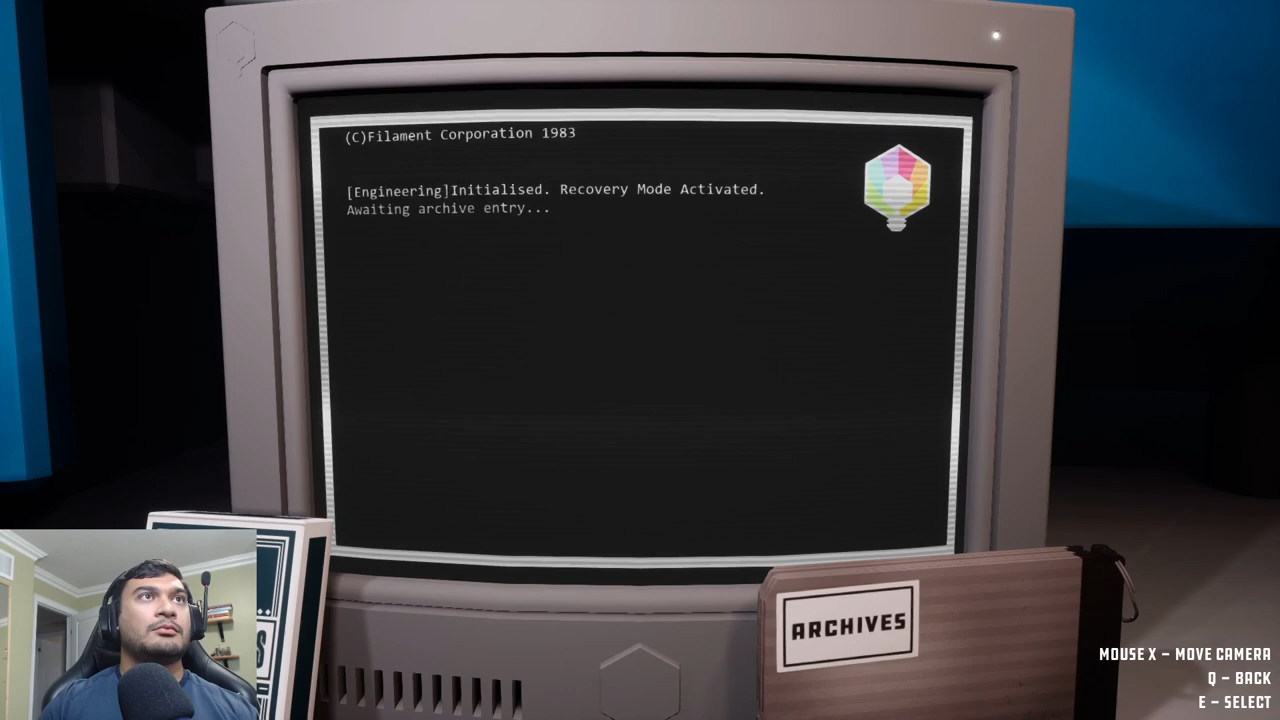 (C)Filament Corporation 1983
[Engineering]Initialised. Recovery Mode Activated.
Awaiting archive entry...
ARCHIVES
MOUSE X – MOVE CAMERA
Q – BACK
E – SELECT